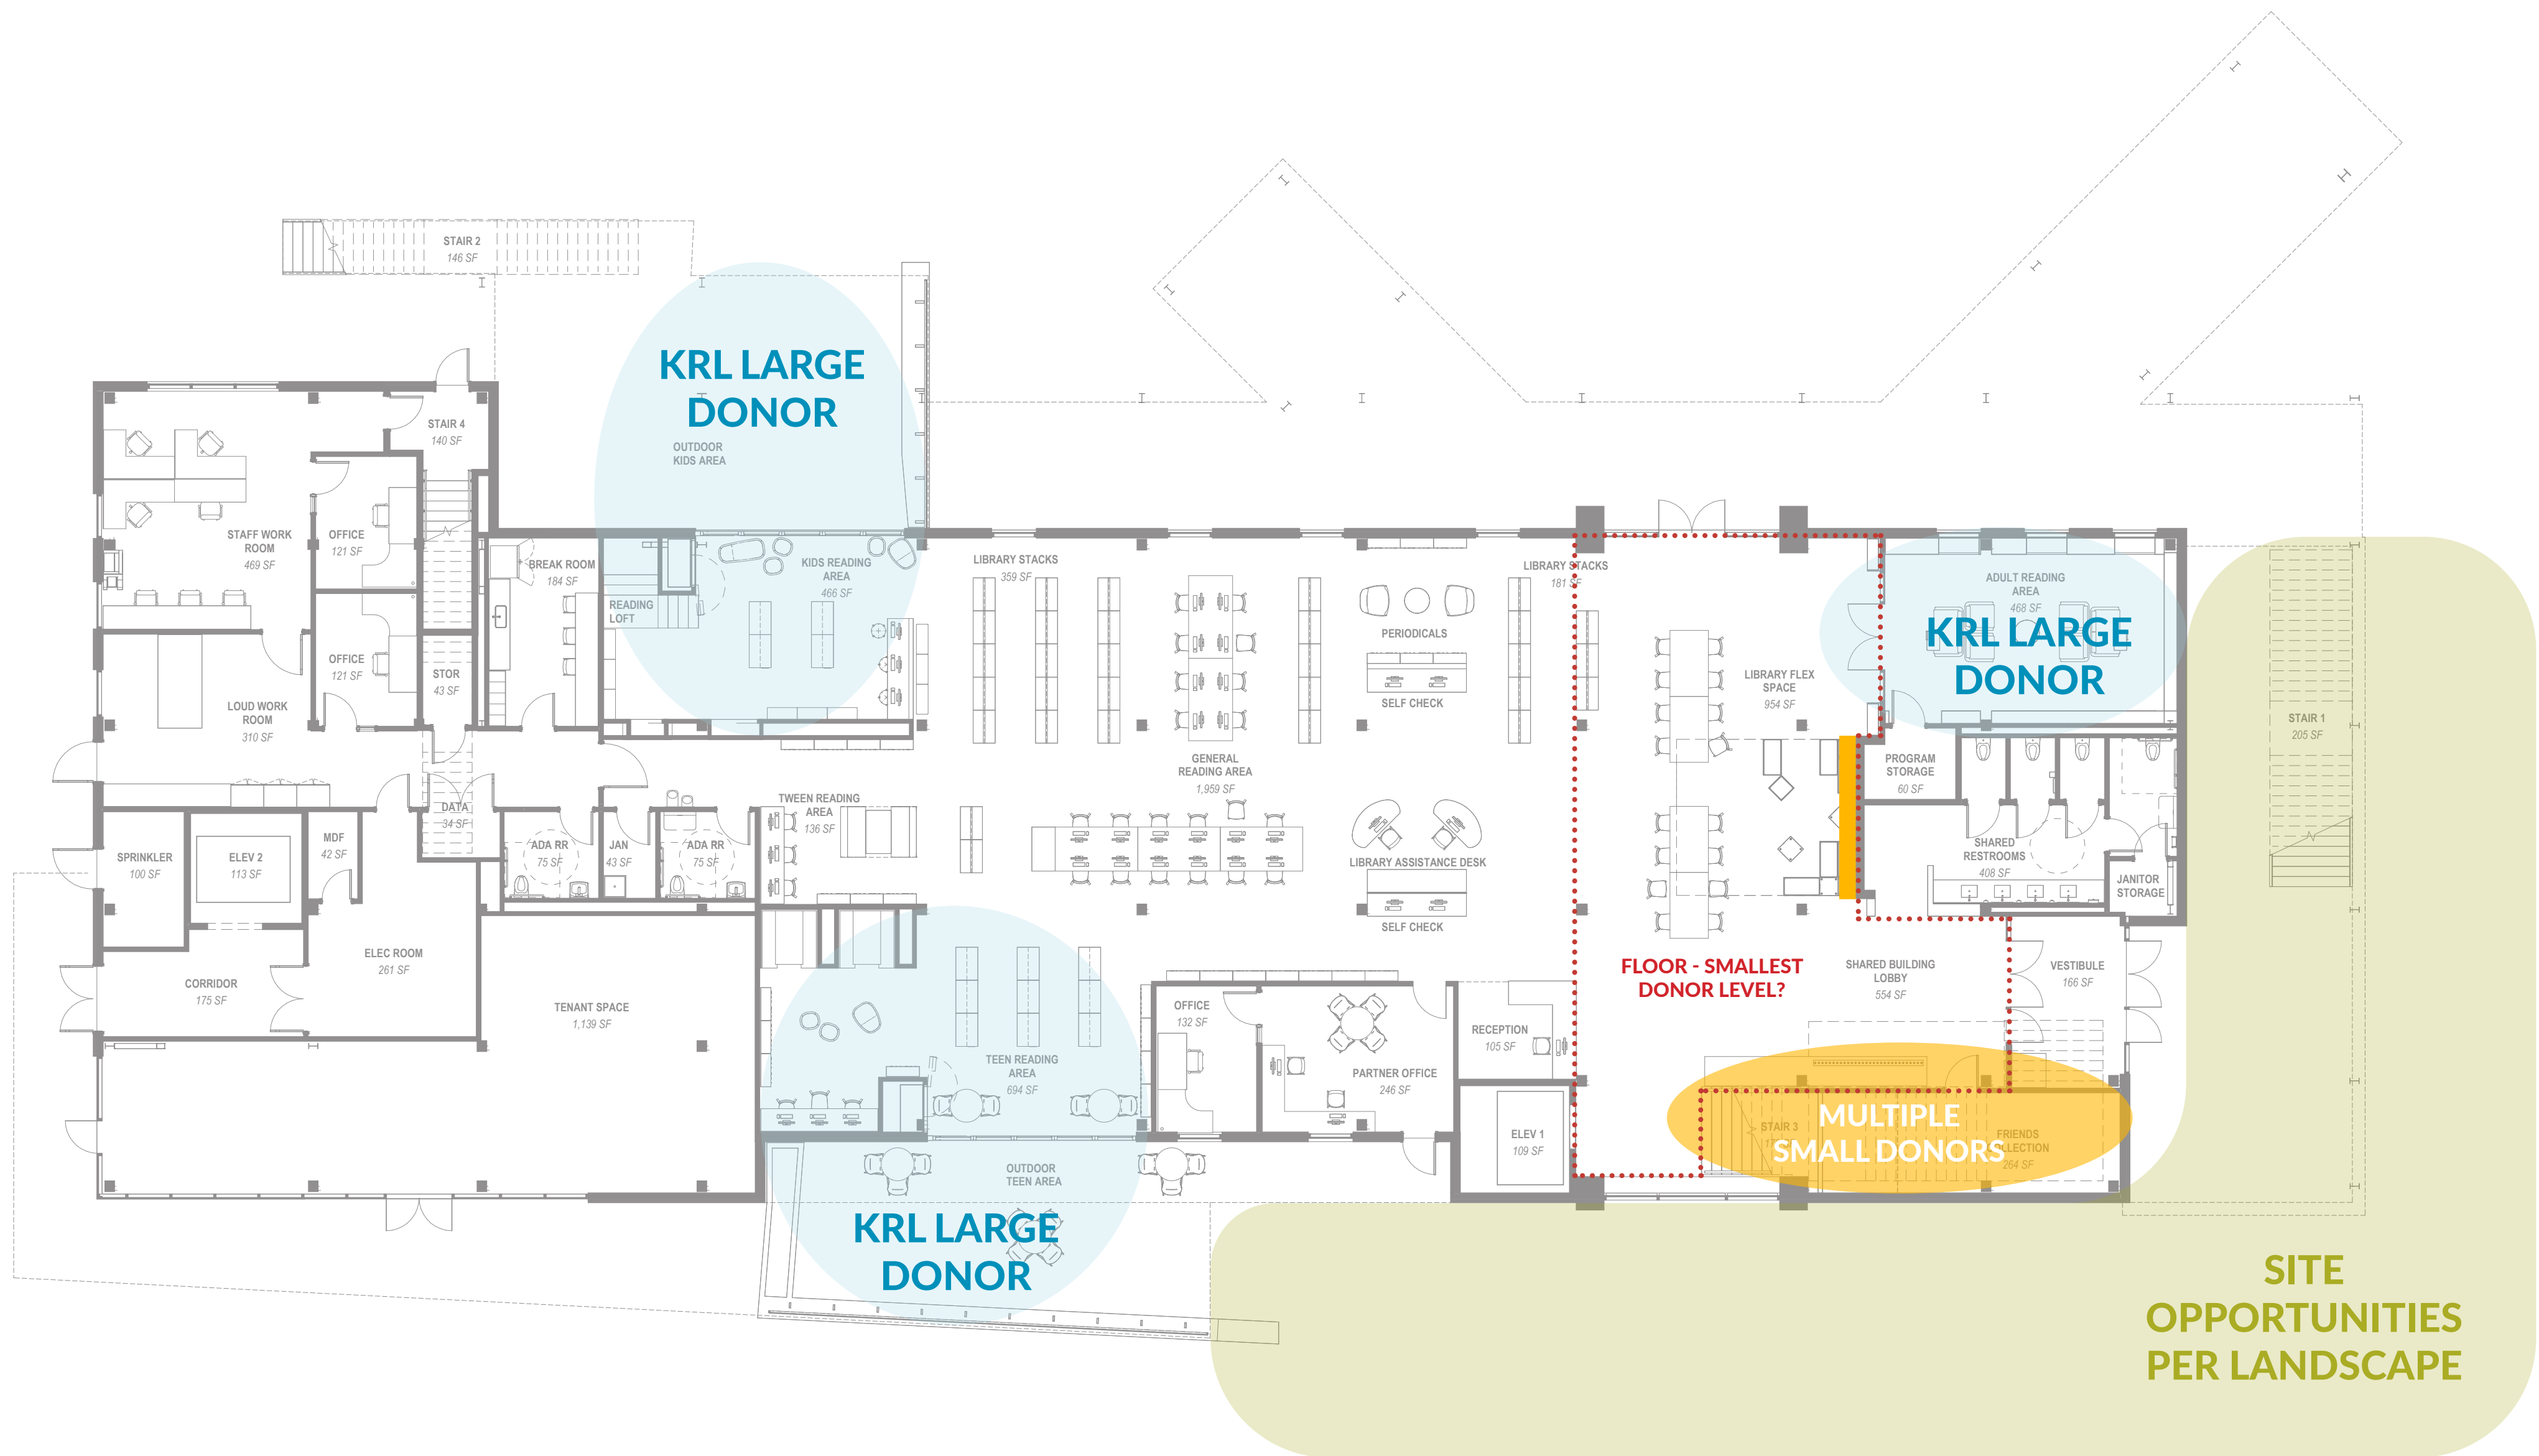 STAIR 2
146 SF
KRL LARGE
DONOR
OUTDOOR
KIDS AREA
STAIR 4
140 SF
STAFF WORK
ROOM
469 SF
OFFICE
121 SF
BREAK ROOM
184 SF
READING
LOFT
KIDS READING
AREA
466 SF
LIBRARY STACKS
359 SF
PERIODICALS
SELF CHECK
LIBRARY STACKS
181 SF
LIBRARY FLEX
SPACE
954 SF
ADULT READING
AREA
468 SF
KRL LARGE
DONOR
STAIR 1
205 SF
OFFICE
121 SF
STOR
43 SF
LOUD WORK
ROOM
310 SF
GENERAL
READING AREA
1,959 SF
PROGRAM
STORAGE
60 SF
DATA
34 SF
TWEEN READING
AREA
136 SF
SPRINKLER
100 SF
ELEV 2
113 SF
MDF
42 SF
ADA RR
75 SF
JAN
43 SF
ADA RR
75 SF
LIBRARY ASSISTANCE DESK
SELF CHECK
SHARED
RESTROOMS
408 SF
JANITOR
STORAGE
CORRIDOR
175 SF
ELEC ROOM
261 SF
TENANT SPACE
1,139 SF
TEEN READING
AREA
694 SF
OFFICE
132 SF
PARTNER OFFICE
246 SF
RECEPTION
105 SF
FLOOR - SMALLEST
DONOR LEVEL?
SHARED BUILDING
LOBBY
554 SF
VESTIBULE
166 SF
ELEV 1
109 SF
STAIR 3
MULTIPLE
SMALL DONORS
FRIENDS
264 SF
OUTDOOR
TEEN AREA
KRL LARGE
DONOR
SITE
OPPORTUNITIES
PER LANDSCAPE